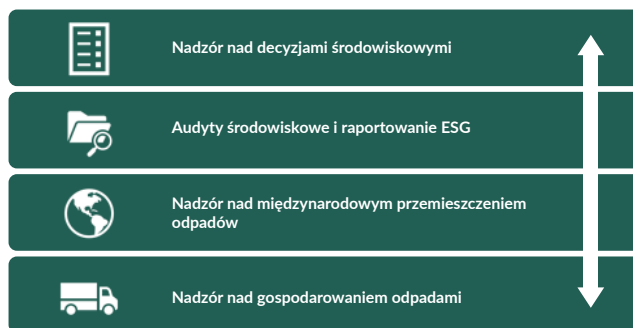 Nadzór nad decyzjami środowiskowymi
Audyty środowiskowe i raportowanie ESG
Nadzór nad międzynarodowym przemieszczeniem
odpadów
Nadzór nad gospodarowaniem odpadami